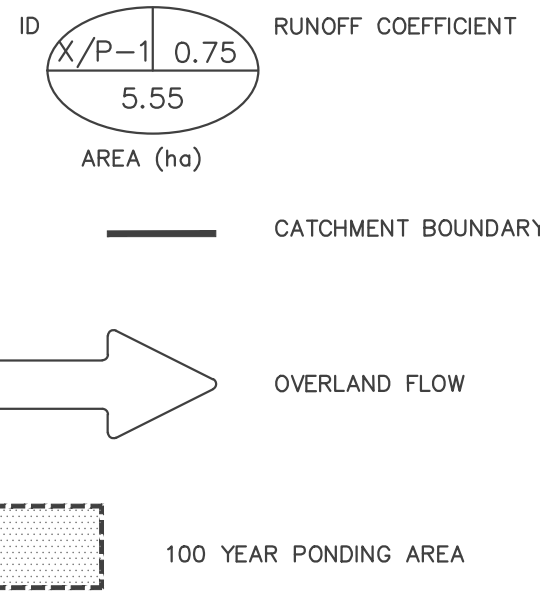 ID
RUNOFF COEFFICIENT
X/P-1 0.75
5.55
AREA (ha)
CATCHMENT BOUNDARY
OVERLAND FLOW
100 YEAR PONDING AREA